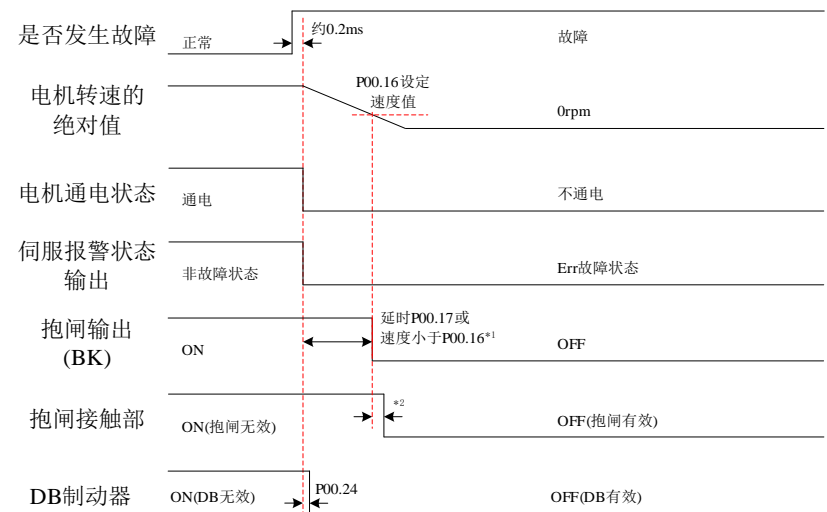 是否发生故障
正常
约0.2ms
故障
电机转速的
绝对值
P00.16设定
速度值
0rpm
电机通电状态
通电
不通电
伺服报警状态
输出
非故障状态
Err故障状态
抱闸输出
(BK)
ON
延时P00.17或
速度小于P00.16*1
OFF
抱闸接触部
ON(抱闸无效)
*2
OFF(抱闸有效)
DB制动器
ON(DB无效)
P00.24
OFF(DB有效)